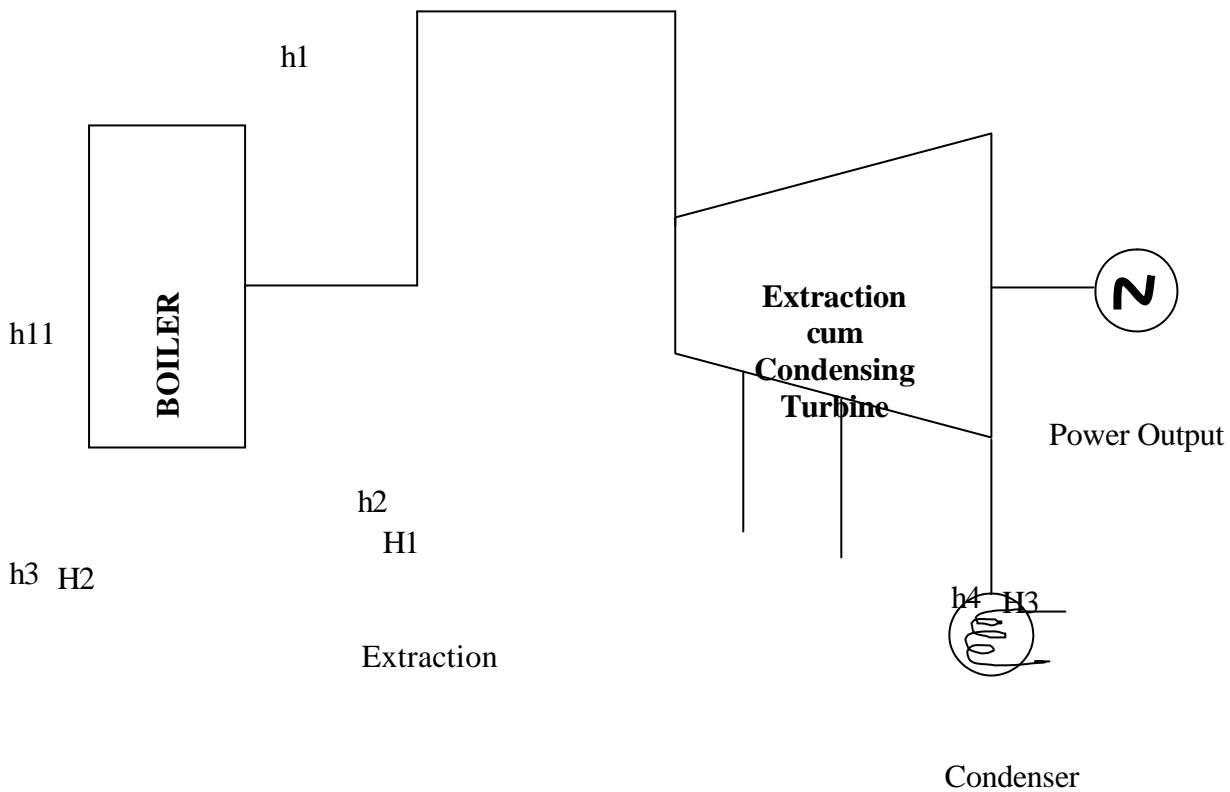 h1
BOILER
h11
Extraction
cum
Condensing
Turbine
Power Output
h2
H1
h3 H2
h4 H3
Extraction
Condenser